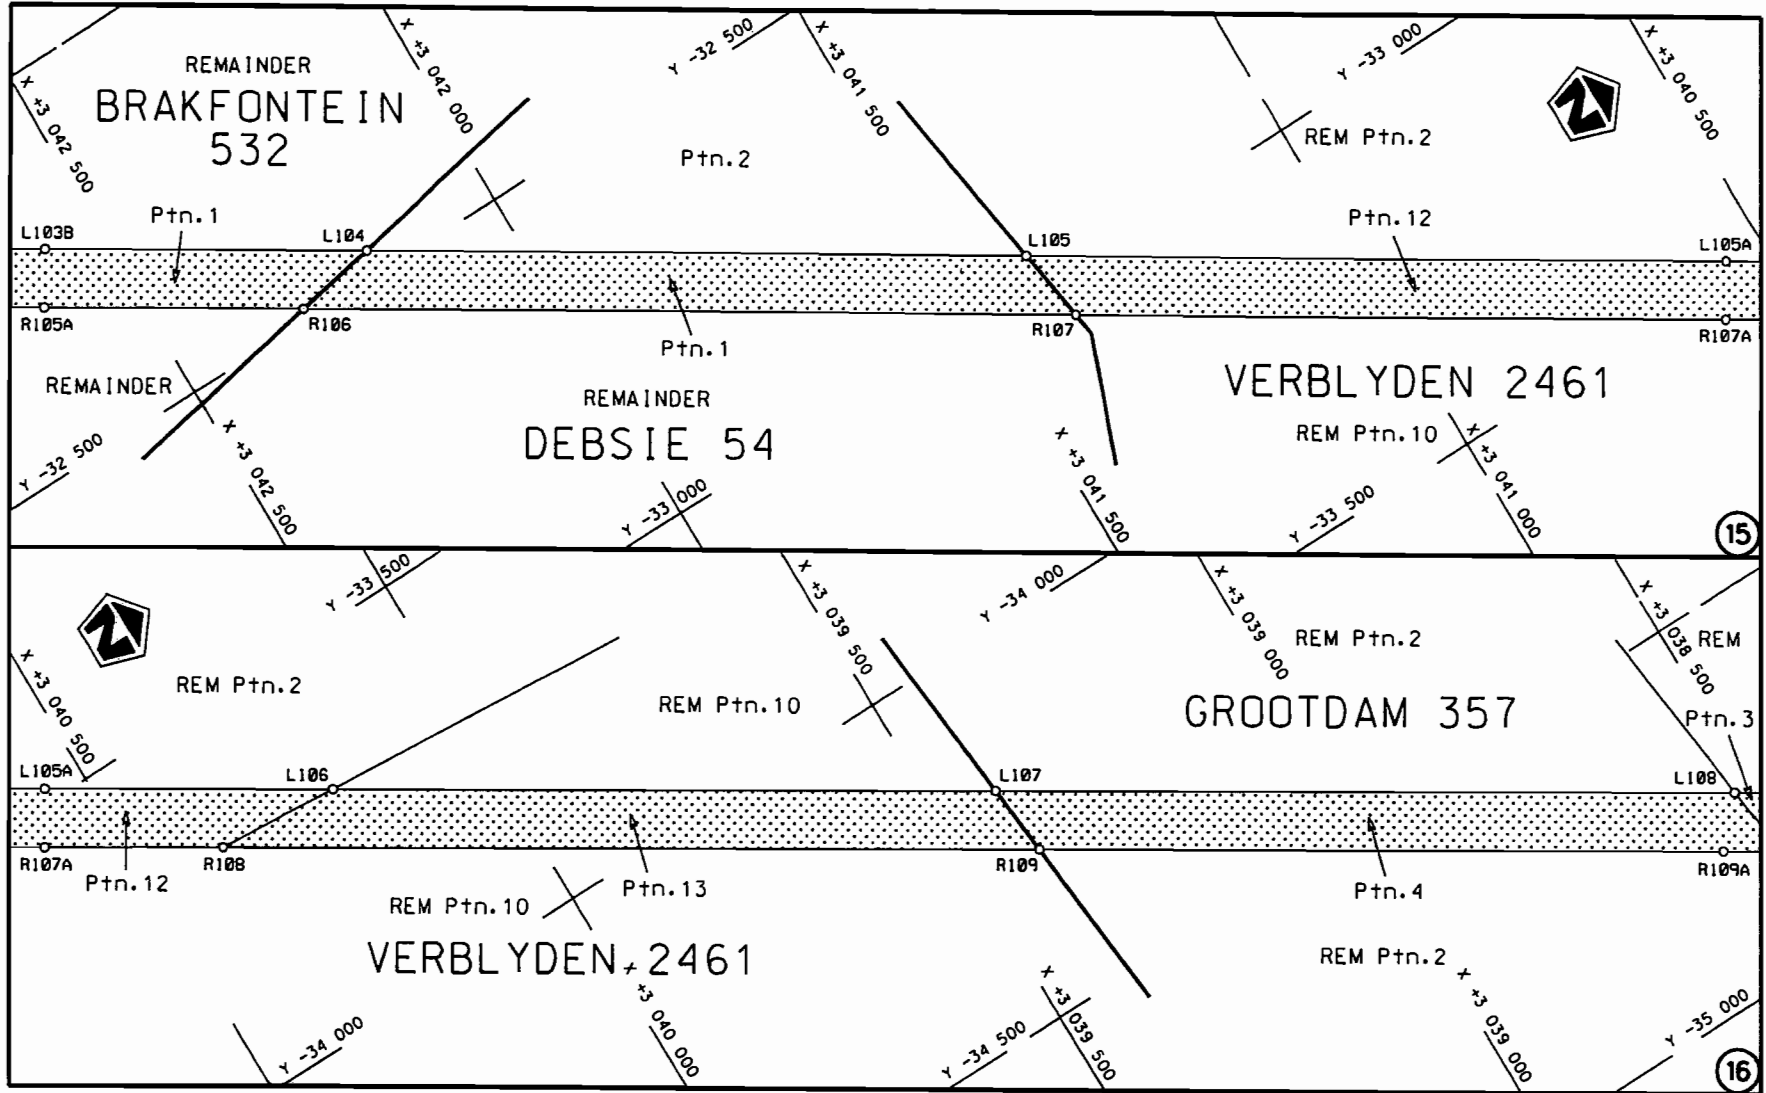 X +3 042 000
Y -32 500
X +3 041 500
Y -33 000
X +3 040 500
REMAINDER
BRAKFONTEIN
532
X +3 042 500
Ptn.2
REM Ptn.2
Ptn.1
Ptn.12
L103B
L104
L105
L105A
R105A
R106
R107
R107A
Ptn.1
REMAINDER
REMAINDER
DEBSIE 54
VERBLYDEN 2461
REM Ptn.10
Y -32 500
X +3 042 500
Y -33 000
X +3 041 500
Y -33 500
X +3 041 000
15
Y -33 500
X +3 039 500
Y -34 000
X +3 039 000
X +3 038 500
X +3 040 500
REM Ptn.2
REM Ptn.10
REM Ptn.2
REM
GROOTDAM 357
Ptn.3
L105A
L106
L107
L108
R107A
R108
R109
R109A
Ptn.12
Ptn.13
Ptn.4
REM Ptn.10
VERBLYDEN 2461
REM Ptn.2
Y -34 000
X +3 040 000
Y -34 500
X +3 039 500
X +3 039 000
Y -35 000
16